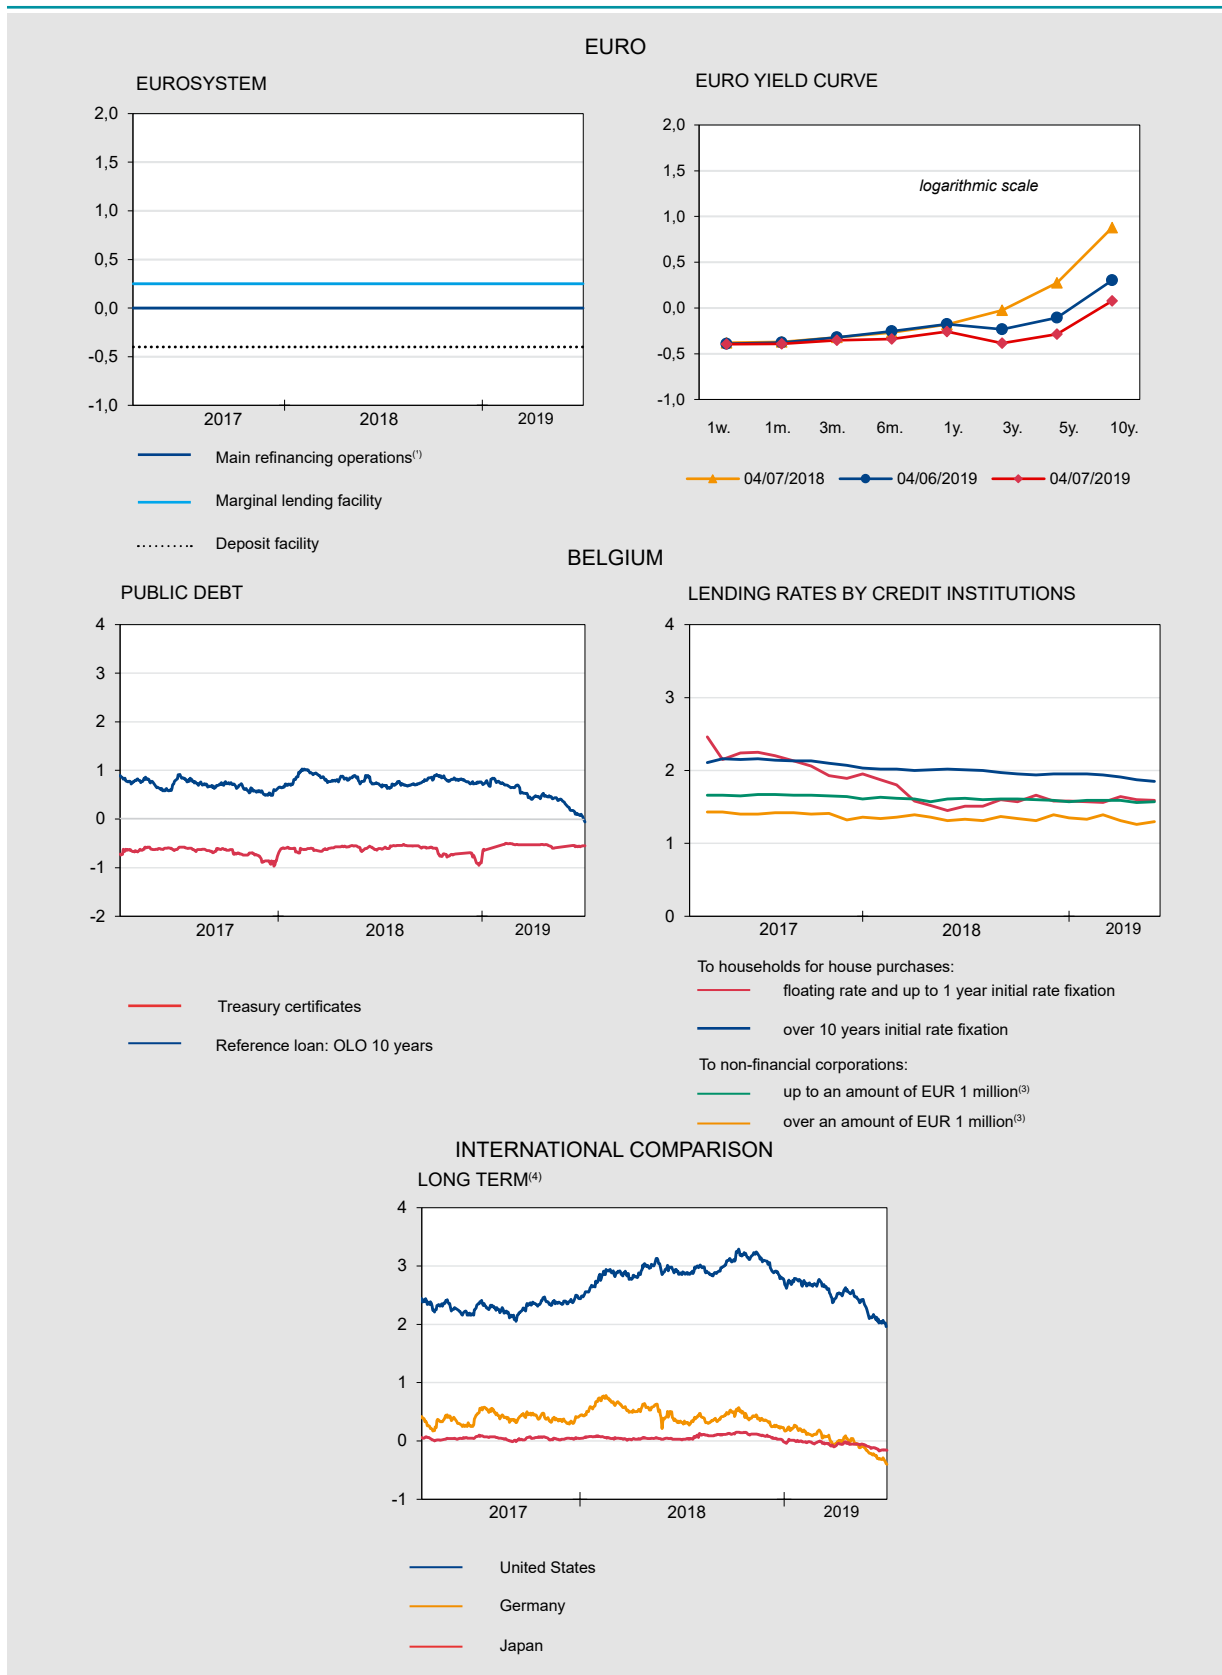 EURO
EUROSYSTEM
2,0
1,5
1,0
0,5
0,0
-0,5
-1,0
2017 2018 2019
Main refinancing operations(¹)
Marginal lending facility
Deposit facility
EURO YIELD CURVE
2,0
1,5
1,0
0,5
0,0
-0,5
-1,0
logarithmic scale
1w. 1m. 3m. 6m. 1y. 3y. 5y. 10y.
04/07/2018 04/06/2019 04/07/2019
BELGIUM
PUBLIC DEBT
4
3
2
1
0
-1
-2
2017 2018 2019
Treasury certificates
Reference loan: OLO 10 years
LENDING RATES BY CREDIT INSTITUTIONS
4
3
2
1
0
2017 2018 2019
To households for house purchases:
floating rate and up to 1 year initial rate fixation
over 10 years initial rate fixation
To non-financial corporations:
up to an amount of EUR 1 million(3)
over an amount of EUR 1 million(3)
INTERNATIONAL COMPARISON
LONG TERM(4)
4
3
2
1
0
-1
2017 2018 2019
United States
Germany
Japan